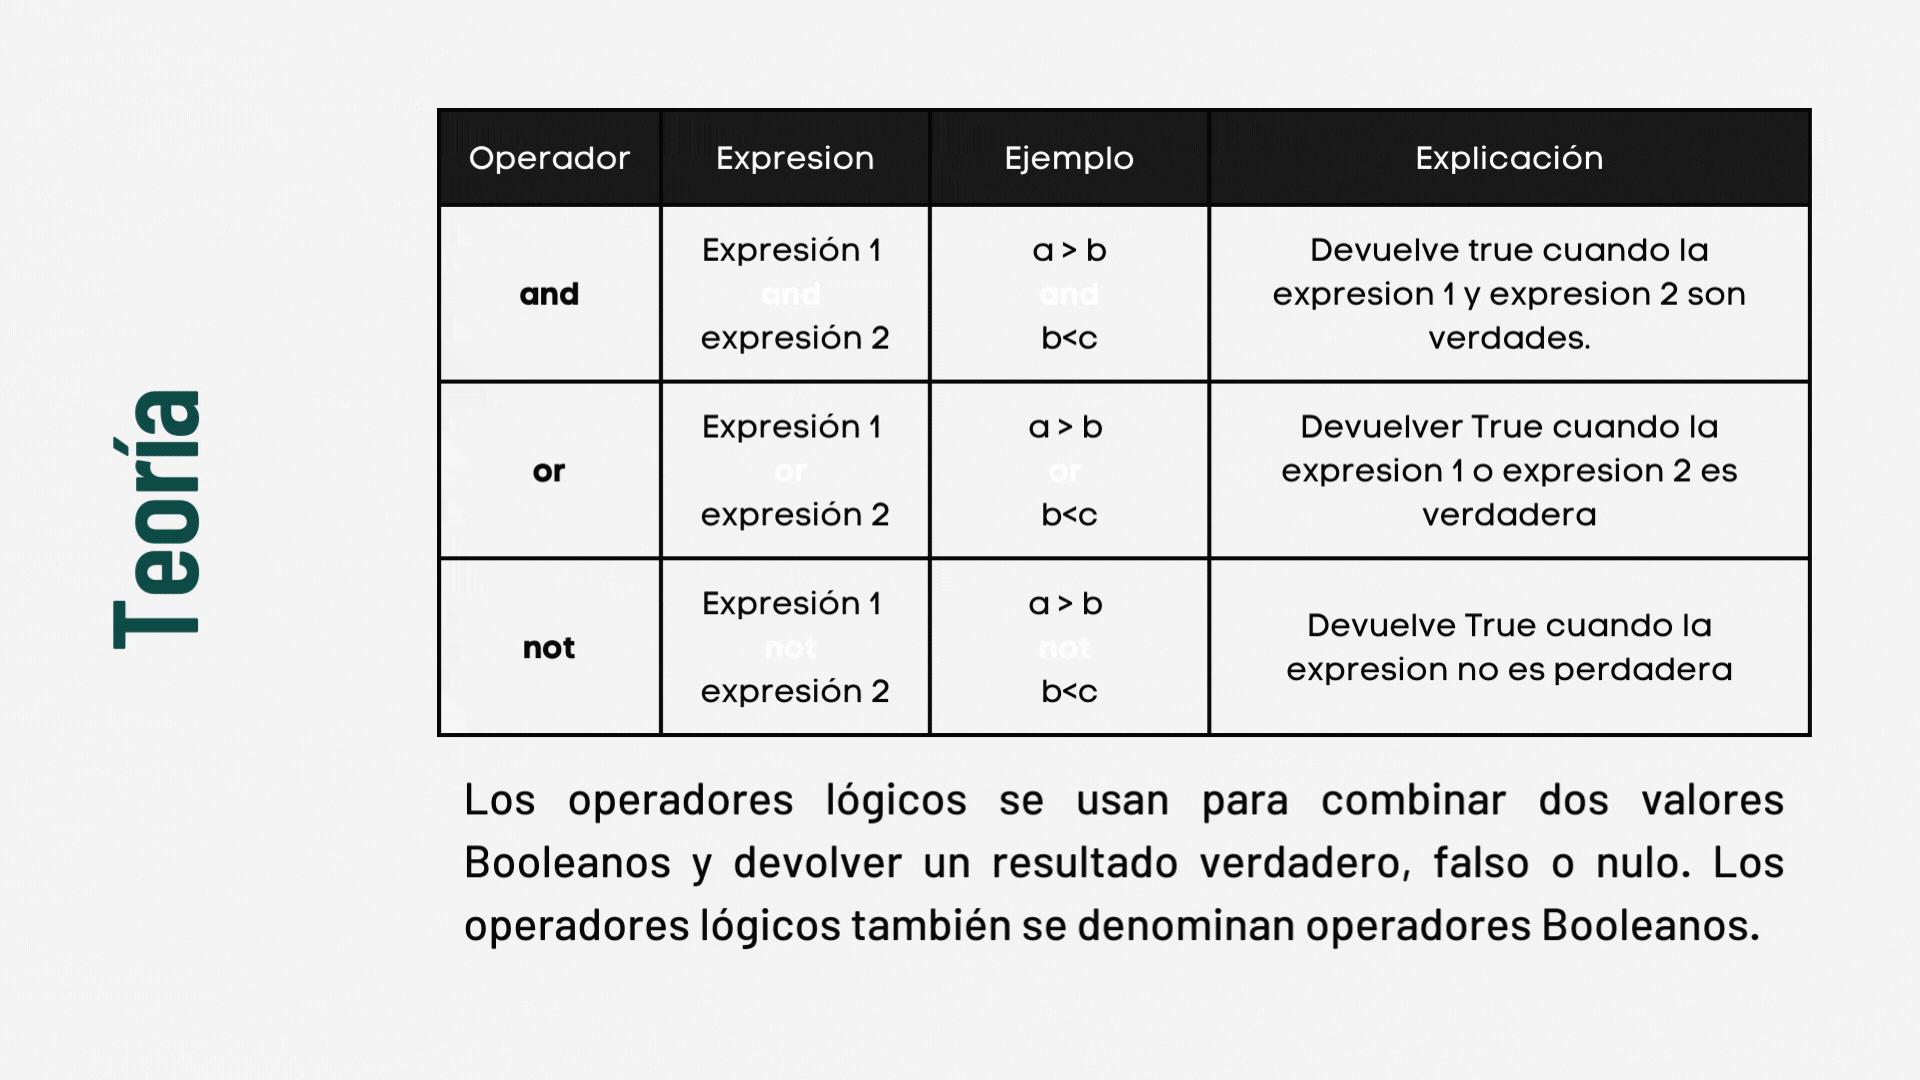 Teoría
Operador Expresion Ejemplo Explicación
and
Expresión 1
and
expresión 2
a > b
and
b<c
Devuelve true cuando la
expresion 1 y expresion 2 son
verdades.
or
Expresión 1
or
expresión 2
a > b
or
b<c
Devuelver True cuando la
expresion 1 o expresion 2 es
verdadera
not
Expresión 1
not
expresión 2
a > b
not
b<c
Devuelve True cuando la
expresion no es perdadera
Los operadores lógicos se usan para combinar dos valores
Booleanos y devolver un resultado verdadero, falso o nulo. Los
operadores lógicos también se denominan operadores Booleanos.